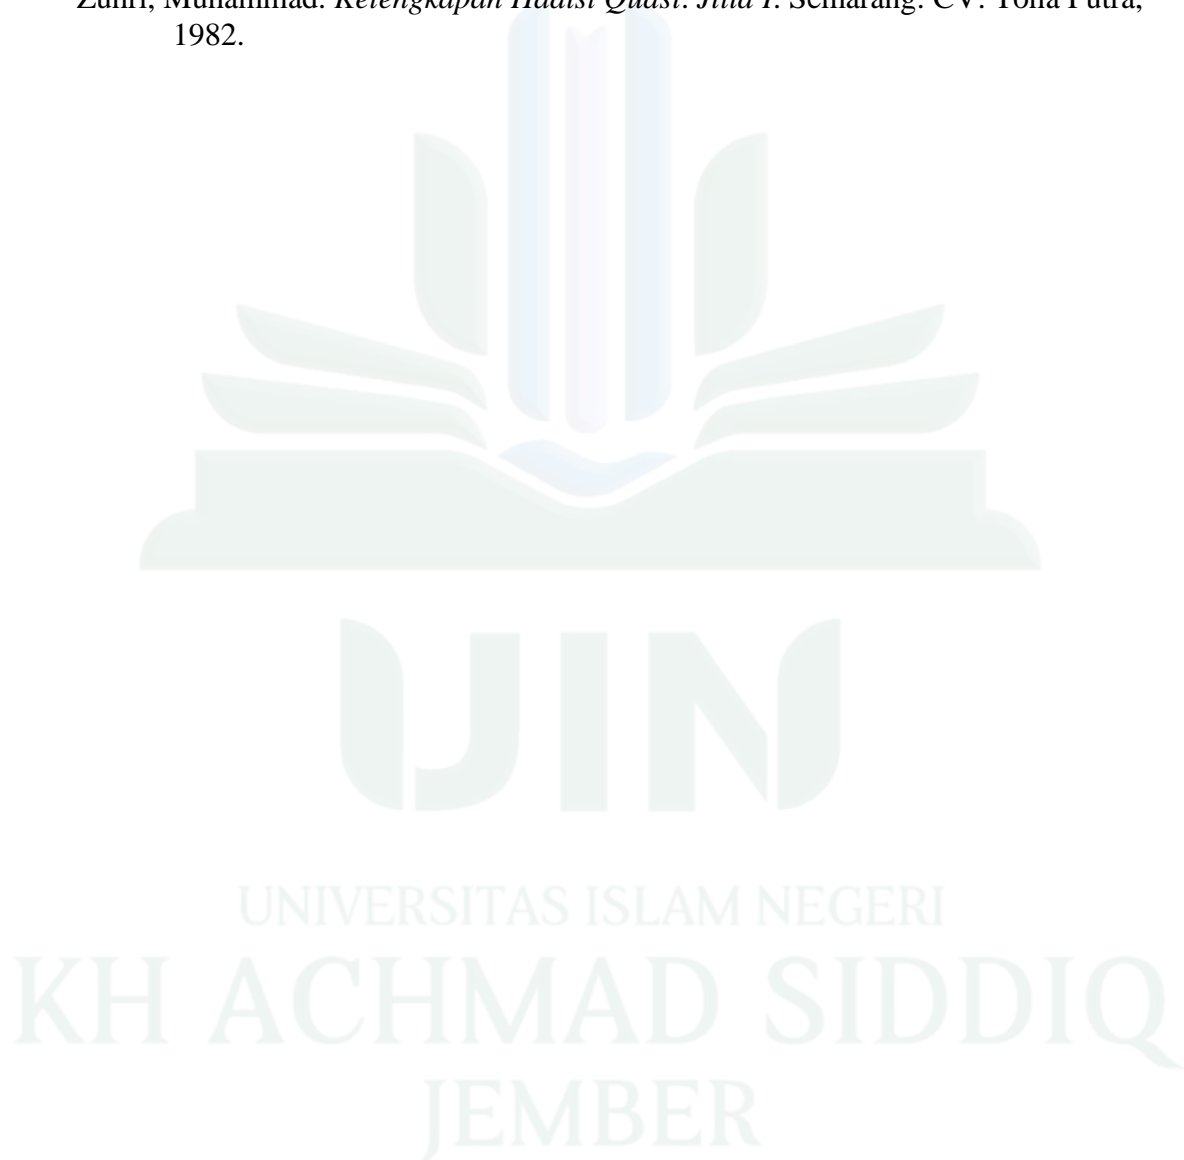 Zuhri, Muhammad. Kelengkapan Hadist Qudsi. Jilid I. Semarang: CV. Toha Putra,
1982.
UIN
UNIVERSITAS ISLAM NEGERI
KH ACHMAD SIDDIQ
JEMBER